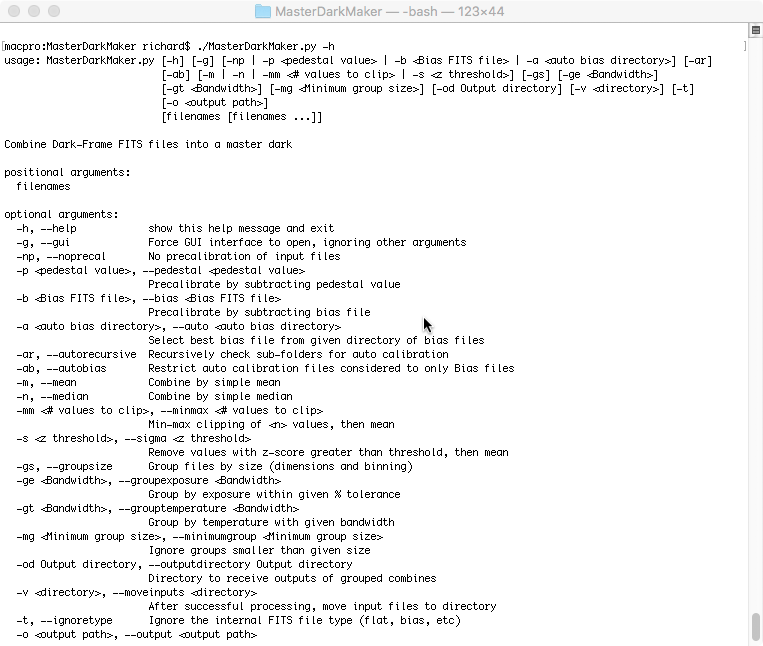 MasterDarkMaker — -bash — 123×44
[macpro:MasterDarkMaker richard$ ./MasterDarkMaker.py -h ]
usage: MasterDarkMaker.py [-h] [-g] [-np | -p <pedestal value> | -b <Bias FITS file> | -a <auto bias directory>] [-ar]
[-ab] [-m | -n | -mm <# values to clip> | -s <z threshold>] [-gs] [-ge <Bandwidth>]
[-gt <Bandwidth>] [-mg <Minimum group size>] [-od Output directory] [-v <directory>] [-t]
[-o <output path>]
[filenames [filenames ...]]
Combine Dark-Frame FITS files into a master dark
positional arguments:
filenames
optional arguments:
-h, --help show this help message and exit
-g, --gui Force GUI interface to open, ignoring other arguments
-np, --noprecal No precalibration of input files
-p <pedestal value>, --pedestal <pedestal value>
Precalibrate by subtracting pedestal value
-b <Bias FITS file>, --bias <Bias FITS file>
Precalibrate by subtracting bias file
-a <auto bias directory>, --auto <auto bias directory>
Select best bias file from given directory of bias files
-ar, --autorecursive Recursively check sub-folders for auto calibration
-ab, --autobias Restrict auto calibration files considered to only Bias files
-m, --mean Combine by simple mean
-n, --median Combine by simple median
-mm <# values to clip>, --minmax <# values to clip>
Min-max clipping of <n> values, then mean
-s <z threshold>, --sigma <z threshold>
Remove values with z-score greater than threshold, then mean
-gs, --groupsize Group files by size (dimensions and binning)
-ge <Bandwidth>, --groupexposure <Bandwidth>
Group by exposure within given % tolerance
-gt <Bandwidth>, --grouptemperature <Bandwidth>
Group by temperature with given bandwidth
-mg <Minimum group size>, --minimumgroup <Minimum group size>
Ignore groups smaller than given size
-od Output directory, --outputdirectory Output directory
Directory to receive outputs of grouped combines
-v <directory>, --moveinputs <directory>
After successful processing, move input files to directory
-t, --ignoretype Ignore the internal FITS file type (flat, bias, etc)
-o <output path>, --output <output path>